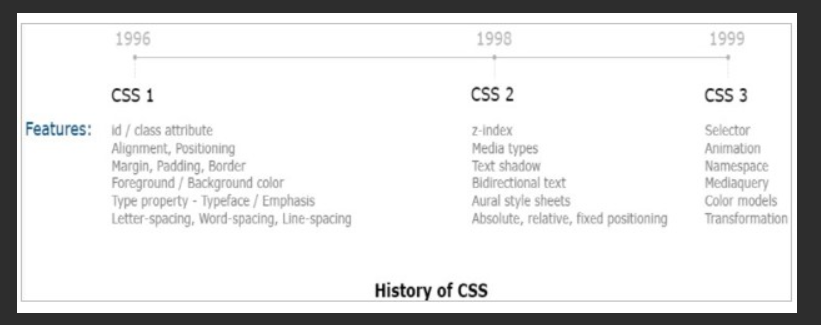 1996 1998 1999
CSS 1 CSS 2 CSS 3
Features: id / class attribute z-index Selector
Alignment, Positioning Media types Animation
Margin, Padding, Border Text shadow Namespace
Foreground / Background color Bidirectional text Mediaquery
Type property - Typeface / Emphasis Aural style sheets Color models
Letter-spacing, Word-spacing, Line-spacing Absolute, relative, fixed positioning Transformation
History of CSS